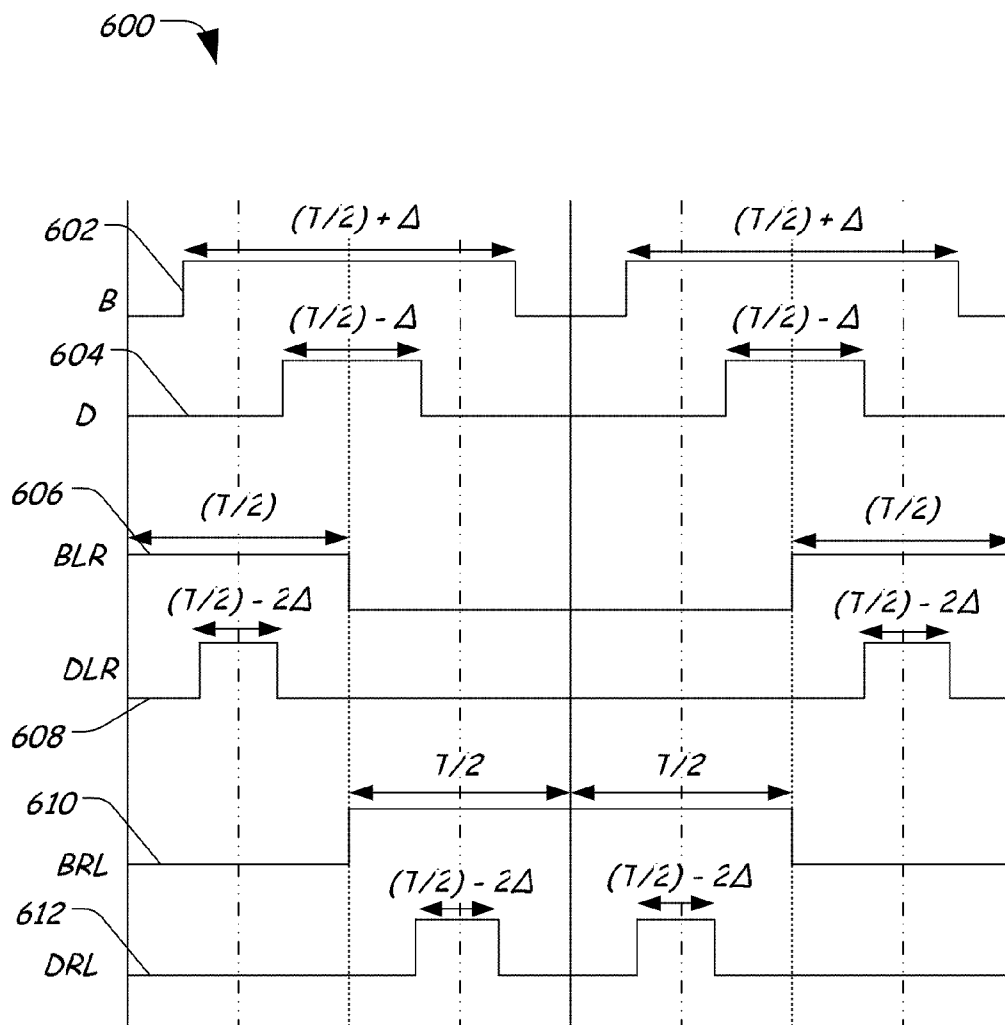 600
602
(T/2) + Δ
(T/2) + Δ
B
(T/2) - Δ
(T/2) - Δ
604
D
606
(T/2)
(T/2)
BLR
(T/2) - 2Δ
(T/2) - 2Δ
DLR
608
T/2
T/2
610
BRL
(T/2) - 2Δ
(T/2) - 2Δ
612
DRL